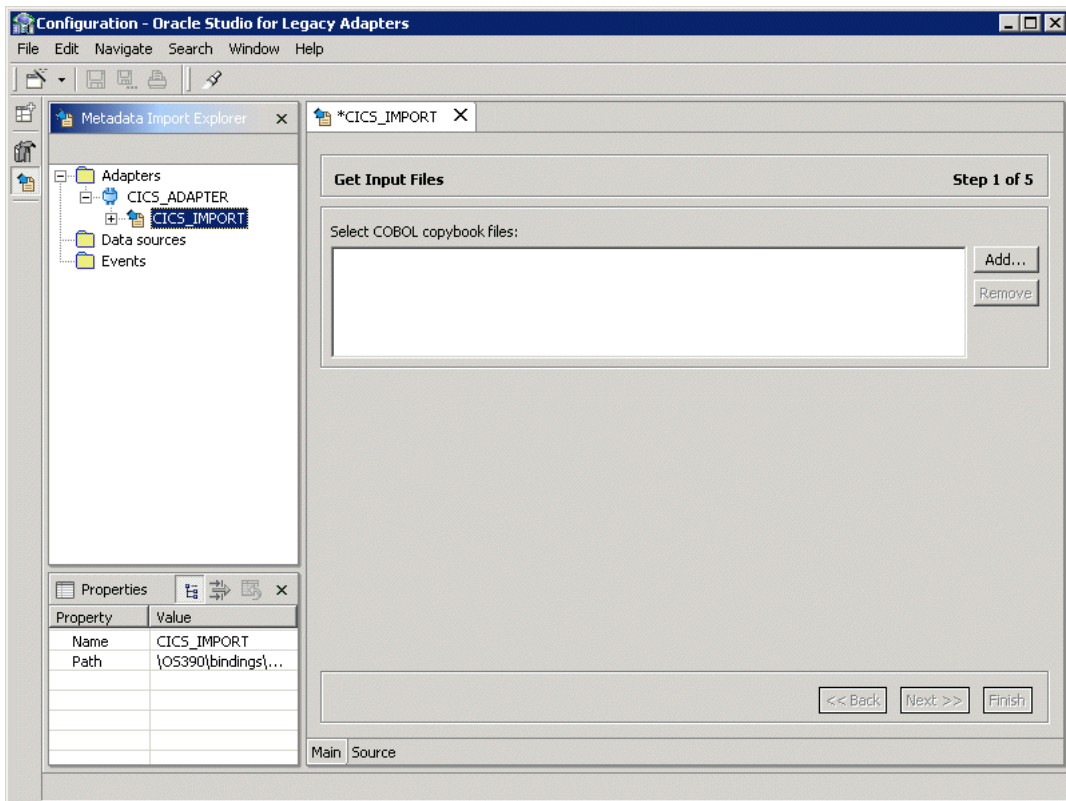 Configuration - Oracle Studio for Legacy Adapters
File Edit Navigate Search Window Help
Metadata Import Explorer
*CICS_IMPORT
Adapters
CICS_ADAPTER
CICS_IMPORT
Data sources
Events
Get Input Files Step 1 of 5
Select COBOL copybook files:
Add...
Remove
Properties
Property Value
Name CICS_IMPORT
Path \OS390\bindings\...
<< Back Next >> Finish
Main Source